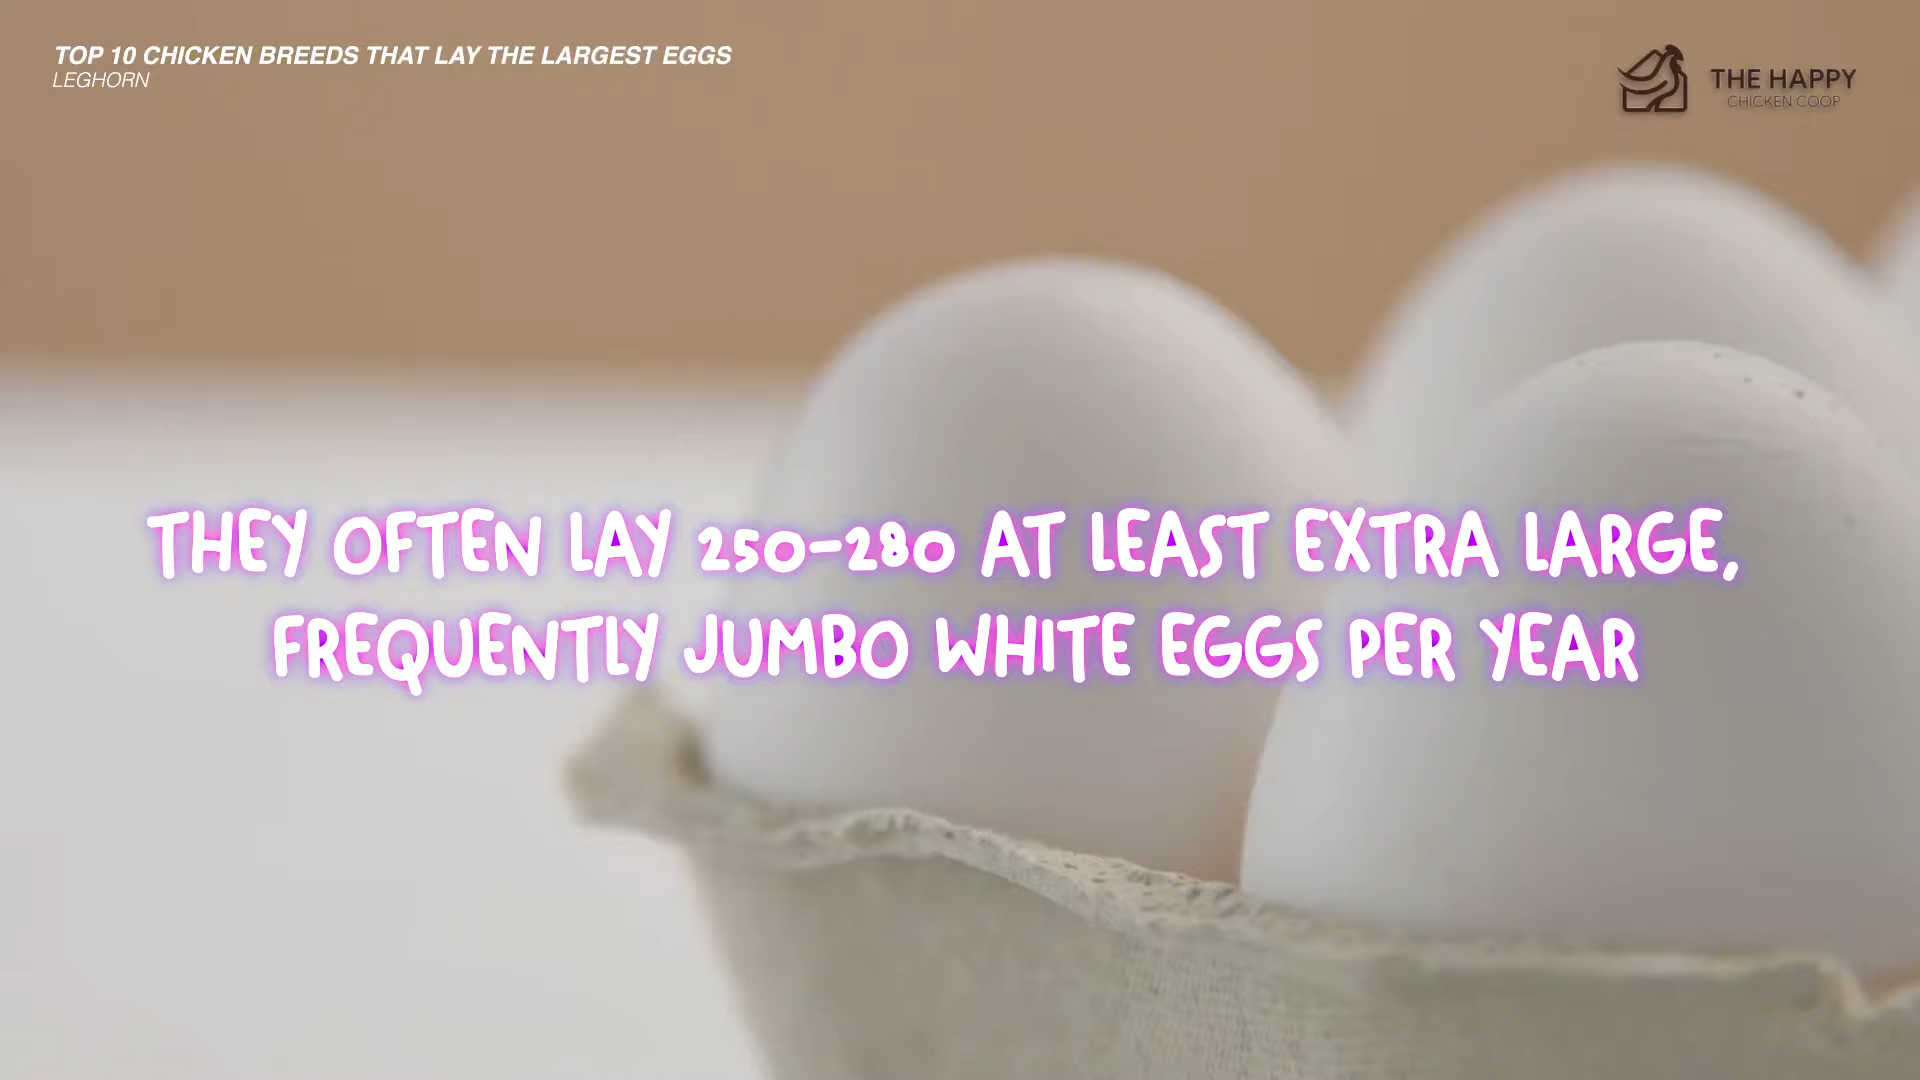 TOP 10 CHICKEN BREEDS THAT LAY THE LARGEST EGGS
LEGHORN
THE HAPPY
CHICKEN COOP
THEY OFTEN LAY 250-280 AT LEAST EXTRA LARGE,
FREQUENTLY JUMBO WHITE EGGS PER YEAR